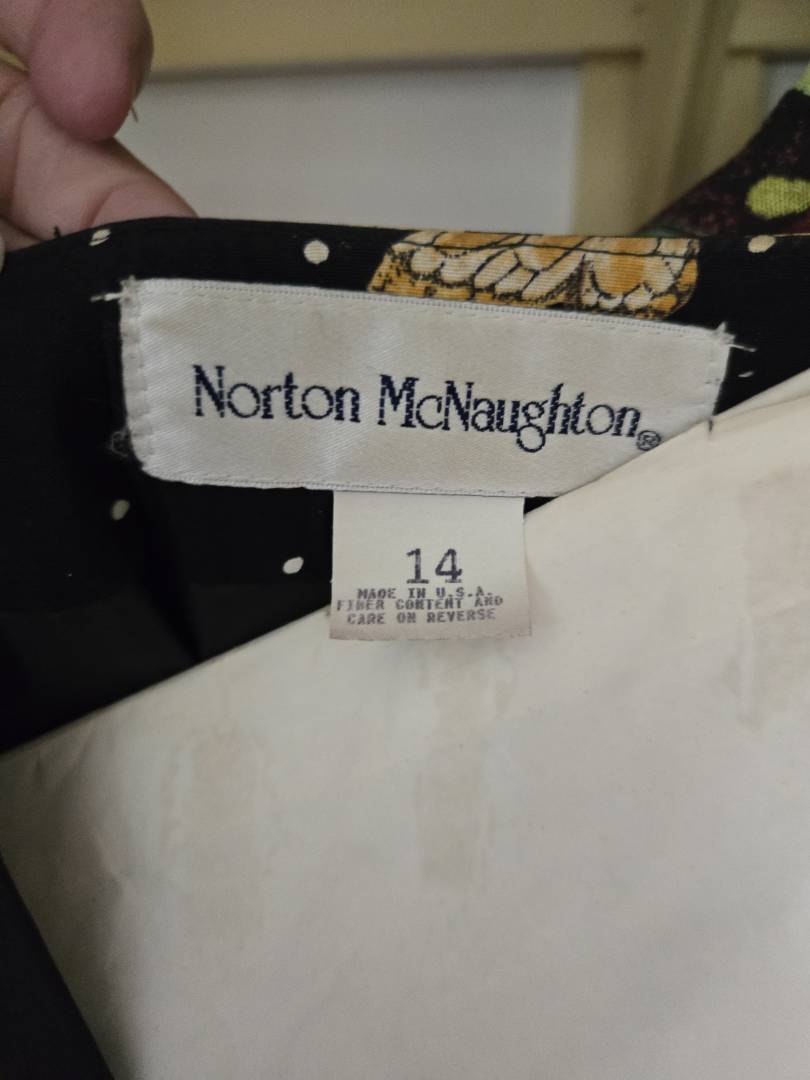 Norton McNaughton®
14
MADE IN U.S.A.
FIBER CONTENT AND
CARE ON REVERSE